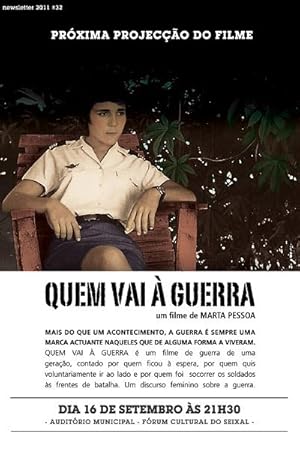 newsletter 2011 #32
PRÓXIMA PROJECÇÃO DO FILME
QUEM VAI À GUERRA
um filme de MARTA PESSOA
MAIS DO QUE UM ACONTECIMENTO, A GUERRA É SEMPRE UMA
MARCA ACTUANTE NAQUELES QUE DE ALGUMA FORMA A VIVERAM.
QUEM VAI À GUERRA é um filme de guerra de uma
geração, contado por quem ficou à espera, por quem quis
voluntariamente ir ao lado e por quem foi socorrer os soldados
às frentes de batalha. Um discurso feminino sobre a guerra.
DIA 16 DE SETEMBRO ÀS 21H30
- AUDITÓRIO MUNICIPAL - FÓRUM CULTURAL DO SEIXAL -